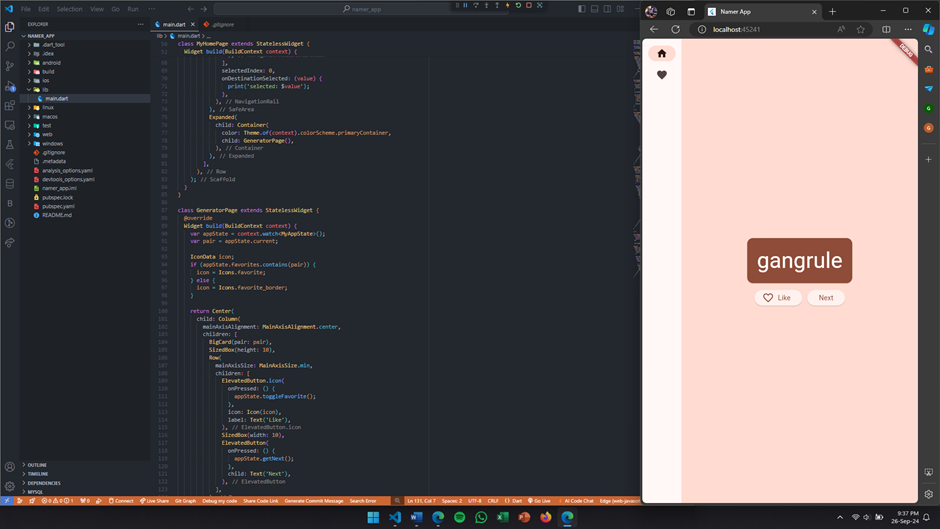 File Edit Selection View Go Run ···
namer_app
EXPLORER
NAMER_APP
.dart_tool
.idea
android
build
ios
lib
main.dart
linux
macos
test
web
windows
.gitignore
.metadata
analysis_options.yaml
devtools_options.yaml
namer_app.iml
pubspec.lock
pubspec.yaml
README.md
OUTLINE
TIMELINE
DEPENDENCIES
MYSQL
main.dart
.gitignore
lib > main.dart > ...
class MyHomePage extends StatelessWidget {
Widget build(BuildContext context) {
],
selectedIndex: 0,
onDestinationSelected: (value) {
print('selected: $value');
},
), // NavigationRail
), // SafeArea
Expanded(
child: Container(
color: Theme.of(context).colorScheme.primaryContainer,
child: GeneratorPage(),
), // Container
), // Expanded
],
), // Row
); // Scaffold
}
}
class GeneratorPage extends StatelessWidget {
@override
Widget build(BuildContext context) {
var appState = context.watch<MyAppState>();
var pair = appState.current;
IconData icon;
if (appState.favorites.contains(pair)) {
icon = Icons.favorite;
} else {
icon = Icons.favorite_border;
}
return Center(
child: Column(
mainAxisAlignment: MainAxisAlignment.center,
children: [
BigCard(pair: pair),
SizedBox(height: 10),
Row(
mainAxisSize: MainAxisSize.min,
children: [
ElevatedButton.icon(
onPressed: () {
appState.toggleFavorite();
},
icon: Icon(icon),
label: Text('Like'),
), // ElevatedButton.icon
SizedBox(width: 10),
ElevatedButton(
onPressed: () {
appState.getNext();
},
child: Text('Next'),
), // ElevatedButton
],
Connect Live Share Git Graph Debug my code Share Code Link Generate Commit Message Search Error
Ln 131, Col 7 Spaces: 2 UTF-8 CRLF Dart Go Live AI Code Chat Edge (web-javasc
Namer App
localhost:45241
DEBUG
gangrule
Like Next
9:37 PM
26-Sep-24